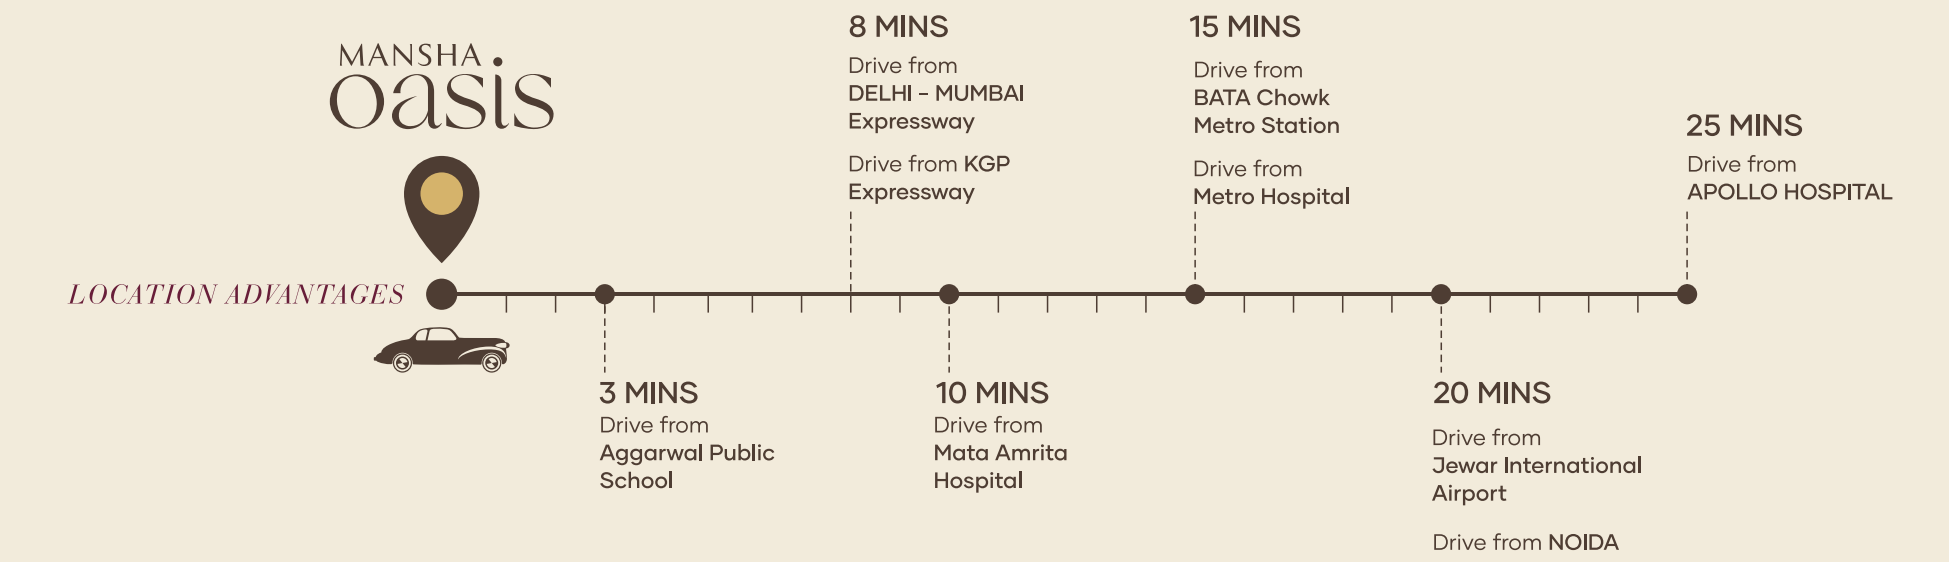 MANSHA
oasis
LOCATION ADVANTAGES
3 MINS
Drive from
Aggarwal Public
School
8 MINS
Drive from
DELHI - MUMBAI
Expressway
Drive from KGP
Expressway
10 MINS
Drive from
Mata Amrita
Hospital
15 MINS
Drive from
BATA Chowk
Metro Station
Drive from
Metro Hospital
20 MINS
Drive from
Jewar International
Airport
Drive from NOIDA
25 MINS
Drive from
APOLLO HOSPITAL